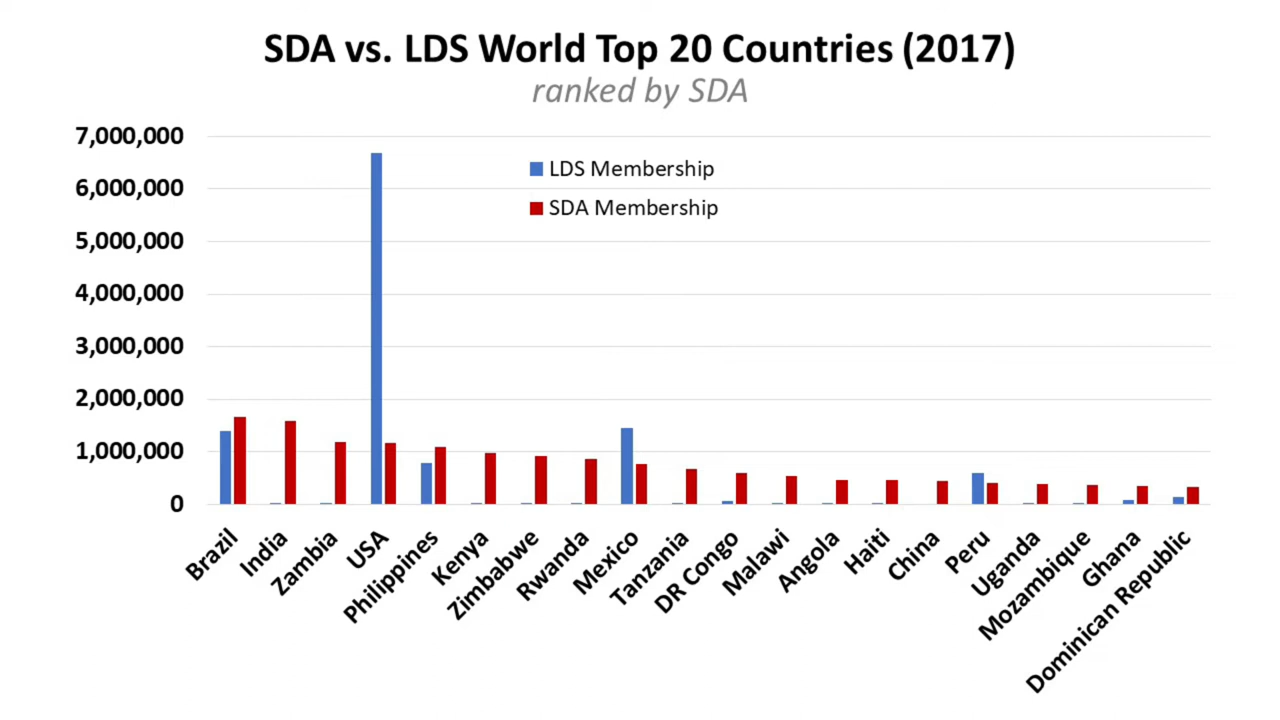 SDA vs. LDS World Top 20 Countries (2017)
ranked by SDA
7,000,000
6,000,000
5,000,000
4,000,000
3,000,000
2,000,000
1,000,000
0
LDS Membership
SDA Membership
Brazil
India
Zambia
USA
Philippines
Kenya
Zimbabwe
Rwanda
Mexico
Tanzania
DR Congo
Malawi
Angola
Haiti
China
Peru
Uganda
Mozambique
Ghana
Dominican Republic